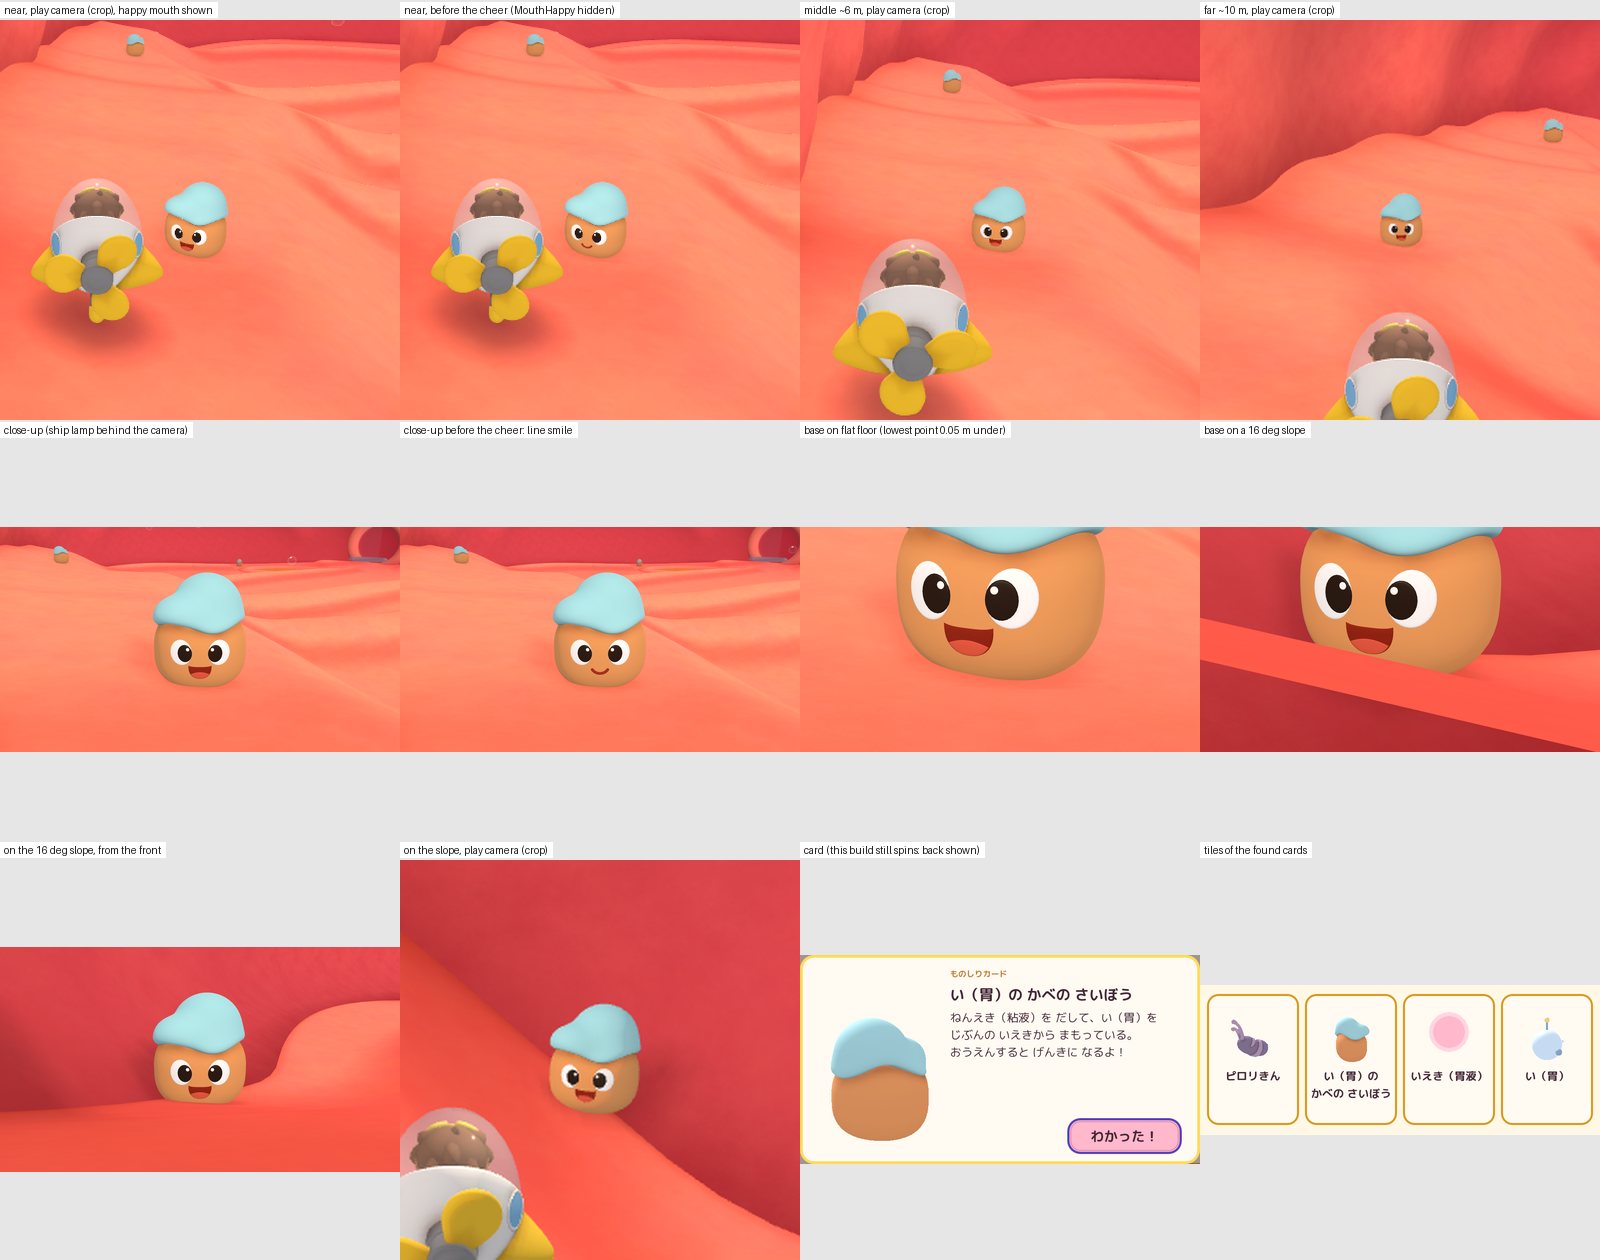 near, play camera (crop), happy mouth shown
near, before the cheer (MouthHappy hidden)
middle ~6 m, play camera (crop)
far ~10 m, play camera (crop)
close-up (ship lamp behind the camera)
close-up before the cheer: line smile
base on flat floor (lowest point 0.05 m under)
base on a 16 deg slope
on the 16 deg slope, from the front
on the slope, play camera (crop)
card (this build still spins: back shown)
tiles of the found cards
ものしりカード
い（胃）の かべの さいぼう
ねんえき（粘液）を だして、い（胃）を
じぶんの いえきから まもっている。
おうえんすると げんきに なるよ！
わかった！
ピロリきん
い（胃）の
かべの さいぼう
いえき（胃液）
い（胃）